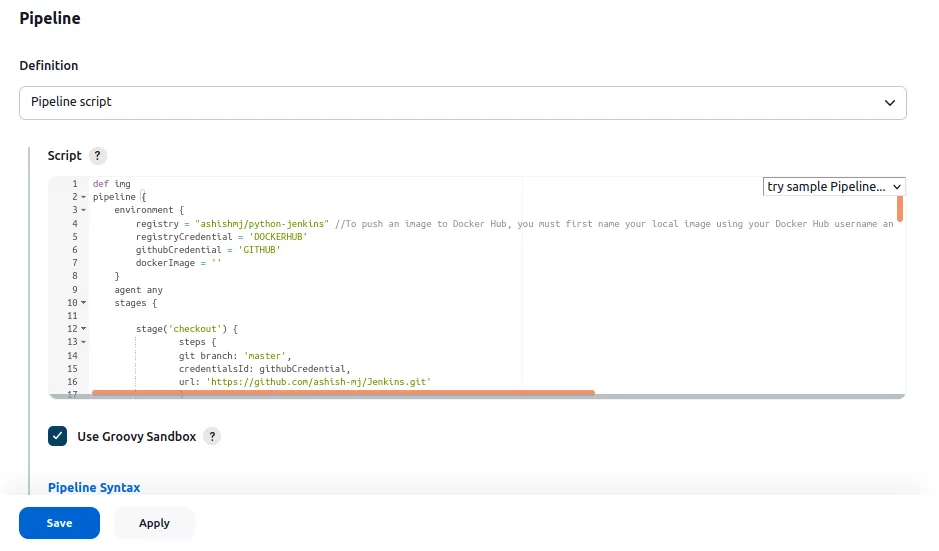 Pipeline
Definition
Pipeline script
Script ?
try sample Pipeline...
1 def img
2 pipeline {
3 environment {
4 registry = "ashishmj/python-jenkins" //To push an image to Docker Hub, you must first name your local image using your Docker Hub username an
5 registryCredential = 'DOCKERHUB'
6 githubCredential = 'GITHUB'
7 dockerImage = ''
8 }
9 agent any
10 stages {
11
12 stage('checkout') {
13 steps {
14 git branch: 'master',
15 credentialsId: githubCredential,
16 url: 'https://github.com/ashish-mj/Jenkins.git'
17 }
Use Groovy Sandbox ?
Pipeline Syntax
Save Apply